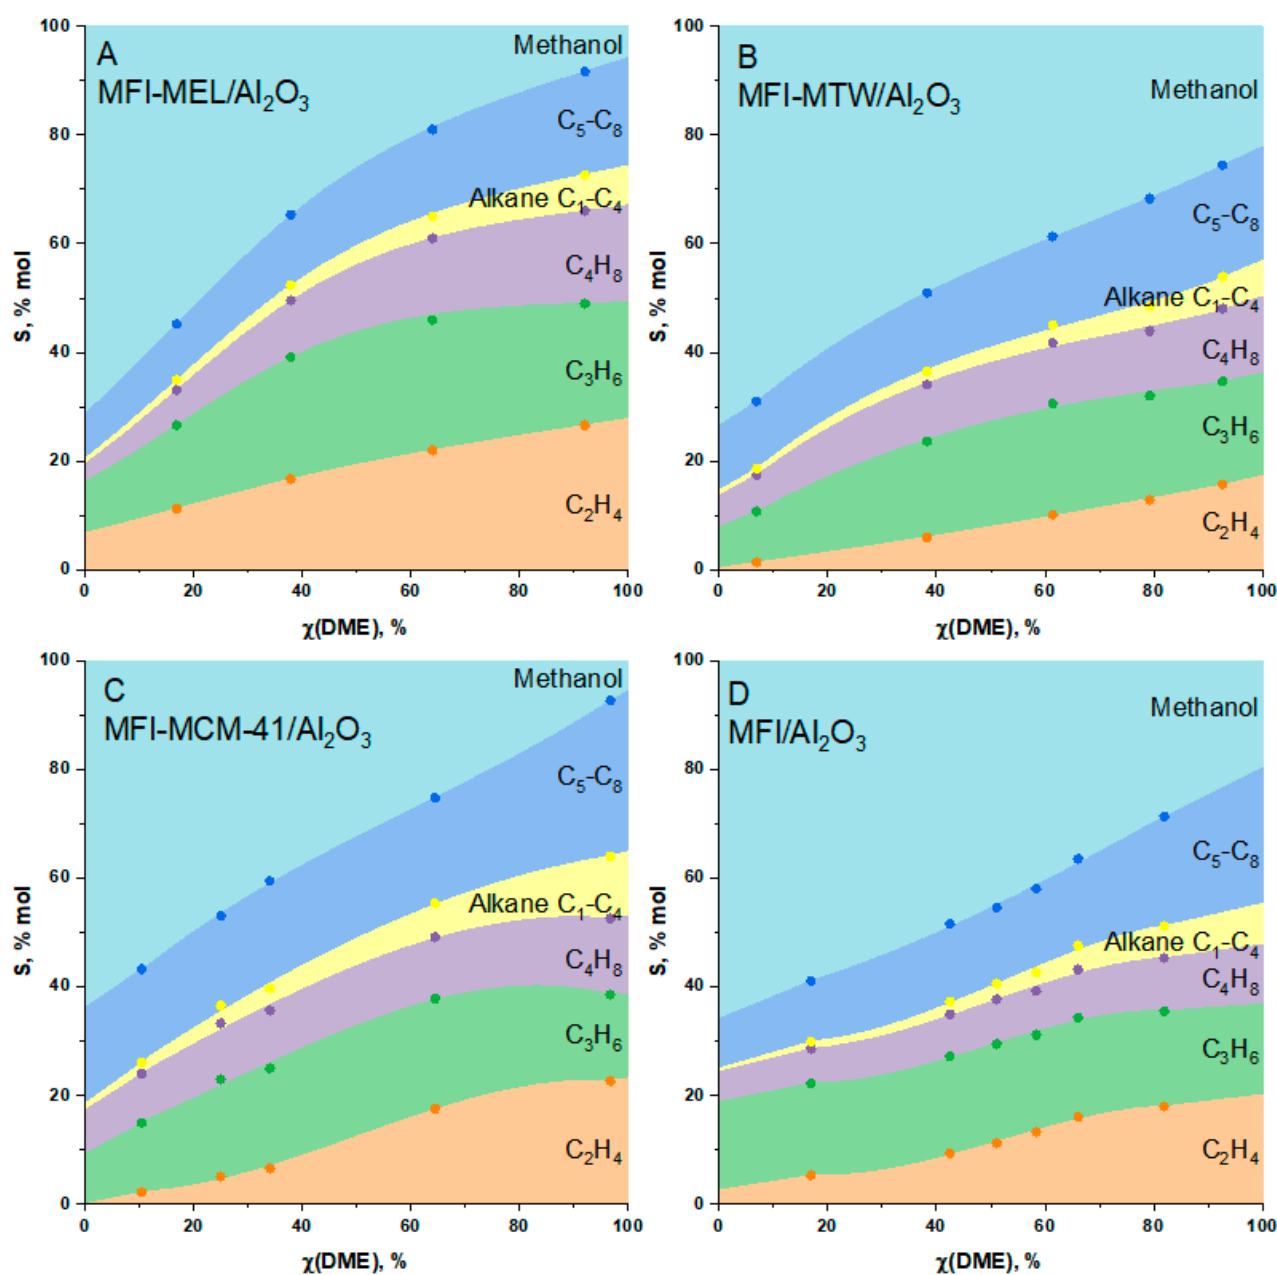 A
MFI-MEL/Al₂O₃
Methanol
C₅-C₈
Alkane C₁-C₄
C₄H₈
C₃H₆
C₂H₄
100
80
60
40
20
0
S, % mol
0 20 40 60 80 100
χ(DME), %
B
MFI-MTW/Al₂O₃
Methanol
C₅-C₈
Alkane C₁-C₄
C₄H₈
C₃H₆
C₂H₄
100
80
60
40
20
0
S, % mol
0 20 40 60 80 100
χ(DME), %
C
MFI-MCM-41/Al₂O₃
Methanol
C₅-C₈
Alkane C₁-C₄
C₄H₈
C₃H₆
C₂H₄
100
80
60
40
20
0
S, % mol
0 20 40 60 80 100
χ(DME), %
D
MFI/Al₂O₃
Methanol
C₅-C₈
Alkane C₁-C₄
C₄H₈
C₃H₆
C₂H₄
100
80
60
40
20
0
S, % mol
0 20 40 60 80 100
χ(DME), %